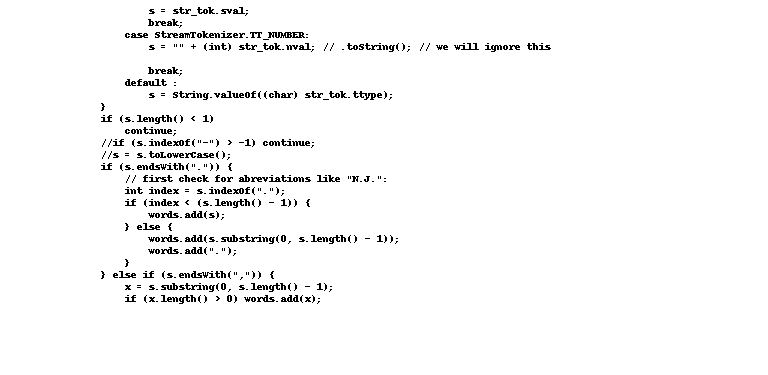 s = str_tok.sval;
break;
case StreamTokenizer.TT_NUMBER:
s = "" + (int) str_tok.nval; // .toString(); // we will ignore this
break;
default :
s = String.valueOf((char) str_tok.ttype);
}
if (s.length() < 1)
continue;
//if (s.indexOf("-") > -1) continue;
//s = s.toLowerCase();
if (s.endsWith(".")) {
// first check for abreviations like "N.J.":
int index = s.indexOf(".");
if (index < (s.length() - 1)) {
words.add(s);
} else {
words.add(s.substring(0, s.length() - 1));
words.add(".");
}
} else if (s.endsWith(",")) {
x = s.substring(0, s.length() - 1);
if (x.length() > 0) words.add(x);